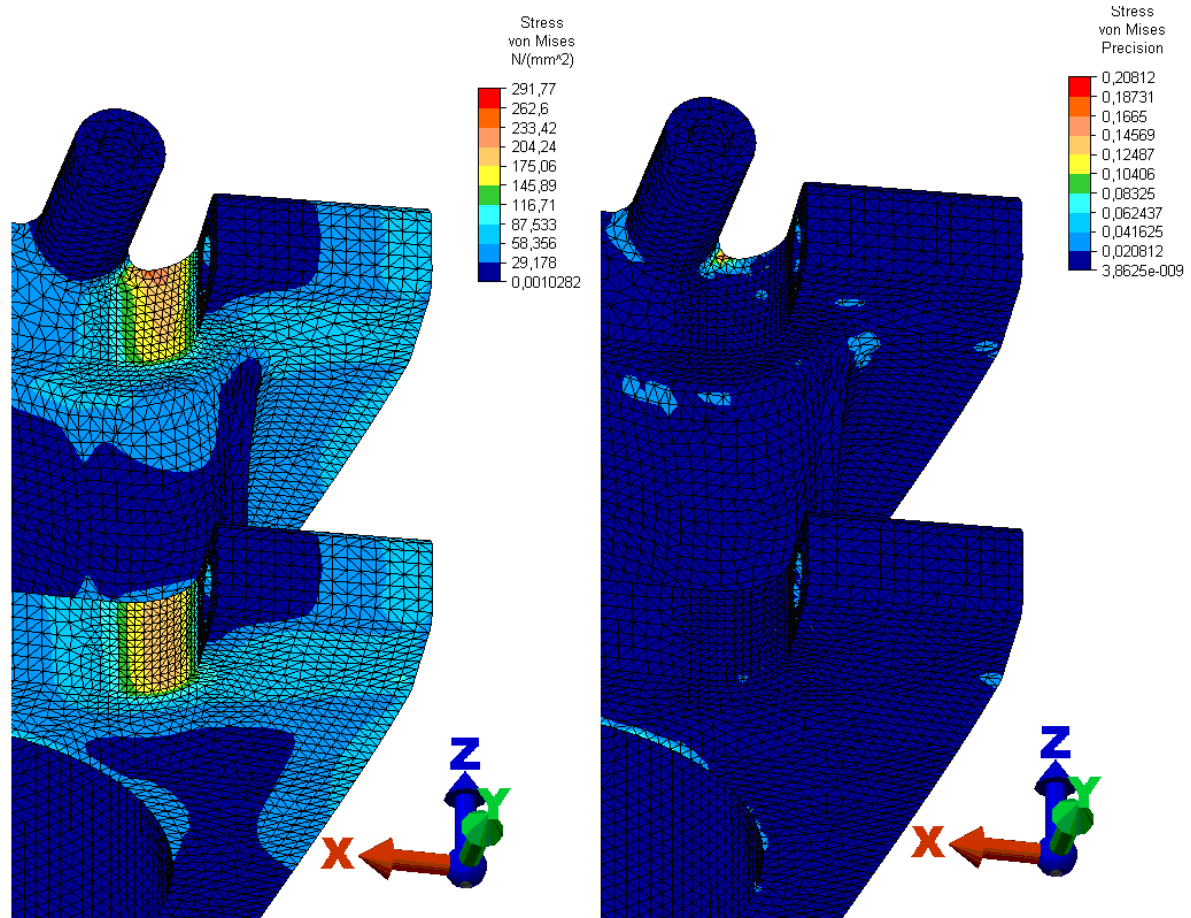 Stress
von Mises
N/(mm^2)
291,77
262,6
233,42
204,24
175,06
145,89
116,71
87,533
58,356
29,178
0,0010282
Z
Y
X
Stress
von Mises
Precision
0,20812
0,18731
0,1665
0,14569
0,12487
0,10406
0,08325
0,062437
0,041625
0,020812
3,8625e-009
Z
Y
X